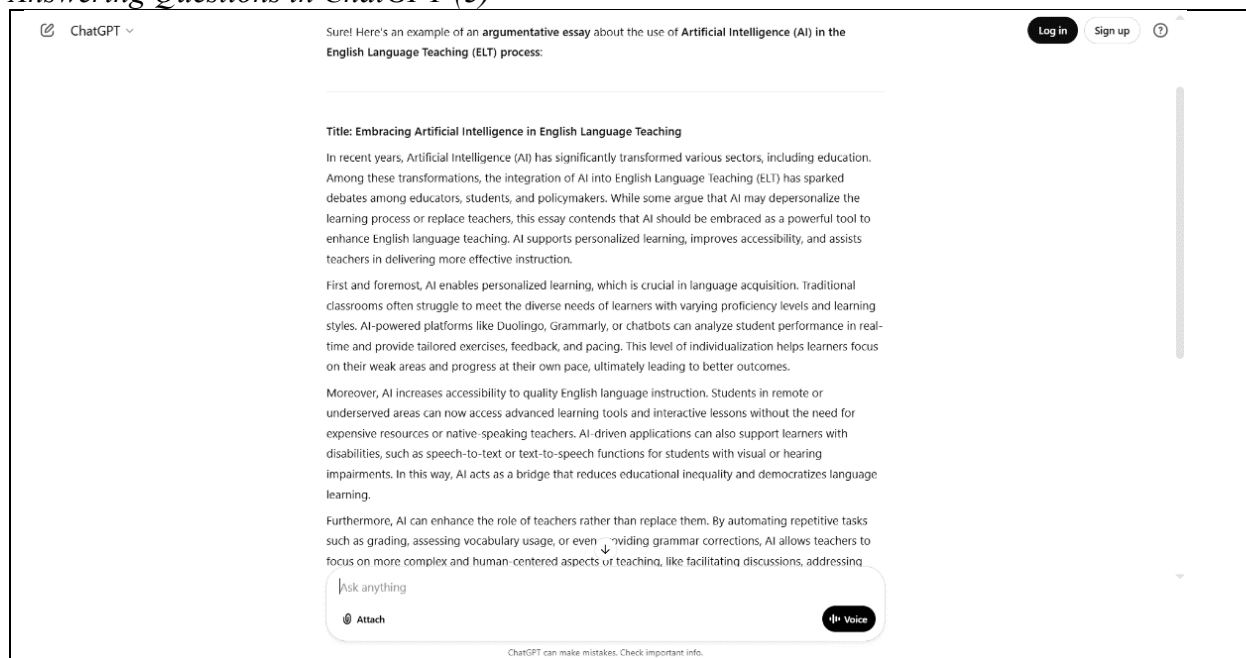 Answering Questions in ChatGPT (3)
ChatGPT
Log in
Sign up
?
Sure! Here's an example of an argumentative essay about the use of Artificial Intelligence (AI) in the
English Language Teaching (ELT) process:
Title: Embracing Artificial Intelligence in English Language Teaching
In recent years, Artificial Intelligence (AI) has significantly transformed various sectors, including education.
Among these transformations, the integration of AI into English Language Teaching (ELT) has sparked
debates among educators, students, and policymakers. While some argue that AI may depersonalize the
learning process or replace teachers, this essay contends that AI should be embraced as a powerful tool to
enhance English language teaching. AI supports personalized learning, improves accessibility, and assists
teachers in delivering more effective instruction.
First and foremost, AI enables personalized learning, which is crucial in language acquisition. Traditional
classrooms often struggle to meet the diverse needs of learners with varying proficiency levels and learning
styles. AI-powered platforms like Duolingo, Grammarly, or chatbots can analyze student performance in real-
time and provide tailored exercises, feedback, and pacing. This level of individualization helps learners focus
on their weak areas and progress at their own pace, ultimately leading to better outcomes.
Moreover, AI increases accessibility to quality English language instruction. Students in remote or
underserved areas can now access advanced learning tools and interactive lessons without the need for
expensive resources or native-speaking teachers. AI-driven applications can also support learners with
disabilities, such as speech-to-text or text-to-speech functions for students with visual or hearing
impairments. In this way, AI acts as a bridge that reduces educational inequality and democratizes language
learning.
Furthermore, AI can enhance the role of teachers rather than replace them. By automating repetitive tasks
such as grading, assessing vocabulary usage, or even providing grammar corrections, AI allows teachers to
focus on more complex and human-centered aspects of teaching, like facilitating discussions, addressing
Ask anything
Attach
Voice
ChatGPT can make mistakes. Check important info.